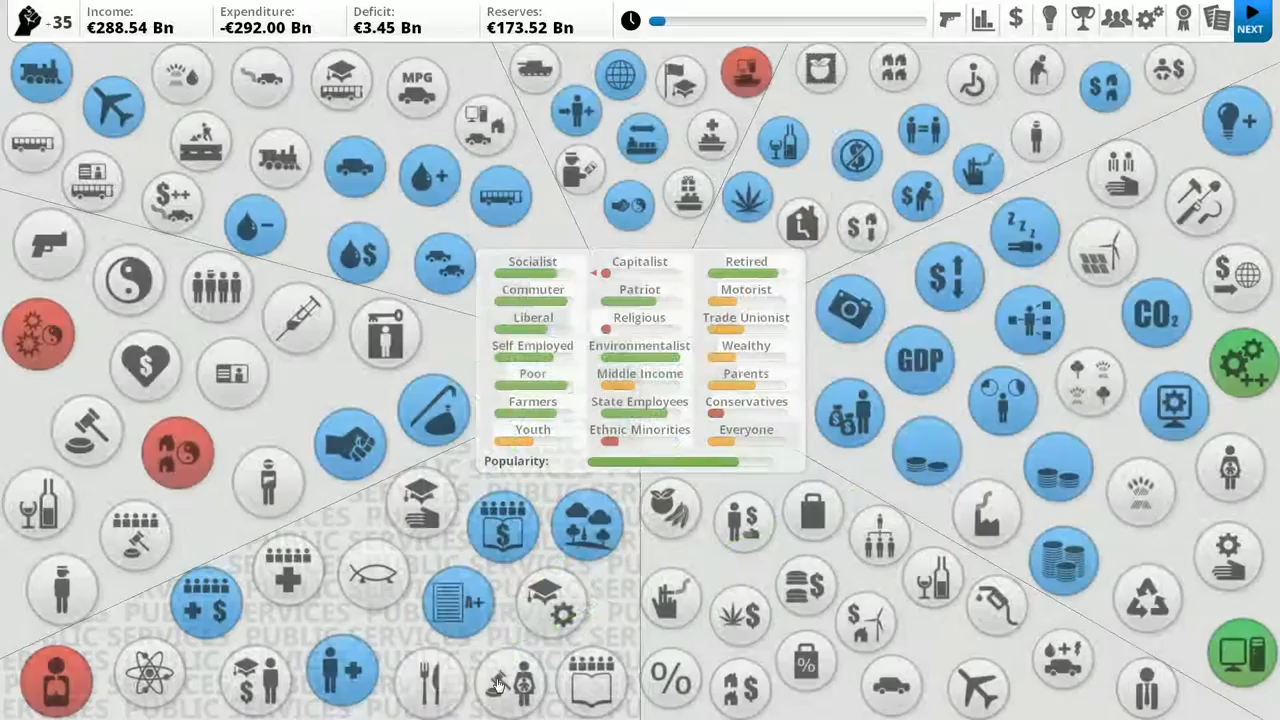 35
Income:
€288.54 Bn
Expenditure:
-€292.00 Bn
Deficit:
€3.45 Bn
Reserves:
€173.52 Bn
NEXT
MPG
$++
$
+
CO₂
GDP
Socialist
Capitalist
Retired
Commuter
Patriot
Motorist
Liberal
Religious
Trade Unionist
Self Employed
Environmentalist
Wealthy
Poor
Middle Income
Parents
Farmers
State Employees
Conservatives
Youth
Ethnic Minorities
Everyone
Popularity:
A+
%
PUBLIC SERVICES